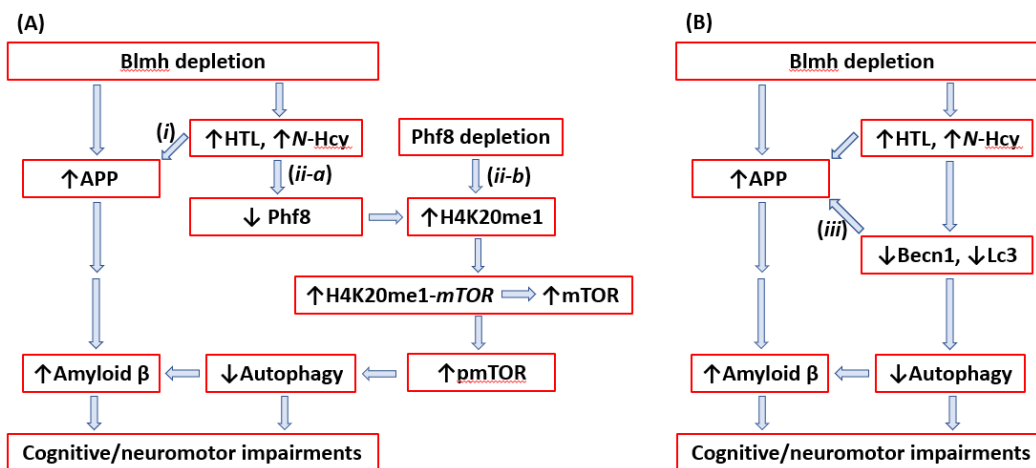 (A)
Blmh depletion
(i)
↑HTL, ↑N-Hcy
Phf8 depletion
↑APP
(ii-a)
(ii-b)
↓ Phf8
↑H4K20me1
↑H4K20me1-mTOR
↑mTOR
↑Amyloid β
↓Autophagy
↑pmTOR
Cognitive/neuromotor impairments
(B)
Blmh depletion
↑HTL, ↑N-Hcy
↑APP
(iii)
↓Becn1, ↓Lc3
↑Amyloid β
↓Autophagy
Cognitive/neuromotor impairments